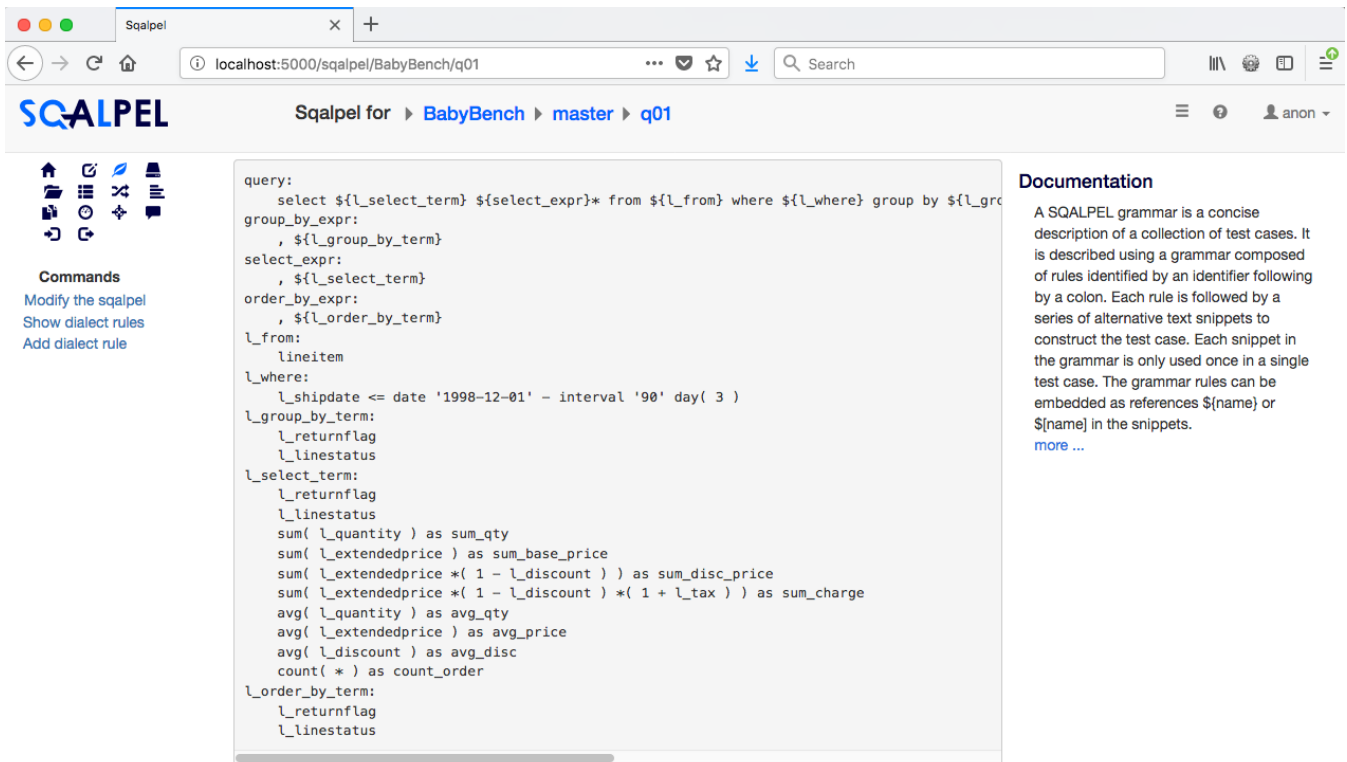 Sqalpel
localhost:5000/sqalpel/BabyBench/q01
Search
SQALPEL
Sqalpel for BabyBench master q01
anon
Commands
Modify the sqalpel
Show dialect rules
Add dialect rule
query:
    select ${l_select_term} ${select_expr}* from ${l_from} where ${l_where} group by ${l_gro
group_by_expr:
    , ${l_group_by_term}
select_expr:
    , ${l_select_term}
order_by_expr:
    , ${l_order_by_term}
l_from:
    lineitem
l_where:
    l_shipdate <= date '1998-12-01' - interval '90' day( 3 )
l_group_by_term:
    l_returnflag
    l_linestatus
l_select_term:
    l_returnflag
    l_linestatus
    sum( l_quantity ) as sum_qty
    sum( l_extendedprice ) as sum_base_price
    sum( l_extendedprice *( 1 - l_discount ) ) as sum_disc_price
    sum( l_extendedprice *( 1 - l_discount ) *( 1 + l_tax ) ) as sum_charge
    avg( l_quantity ) as avg_qty
    avg( l_extendedprice ) as avg_price
    avg( l_discount ) as avg_disc
    count( * ) as count_order
l_order_by_term:
    l_returnflag
    l_linestatus
Documentation
A SQALPEL grammar is a concise
description of a collection of test cases. It
is described using a grammar composed
of rules identified by an identifier following
by a colon. Each rule is followed by a
series of alternative text snippets to
construct the test case. Each snippet in
the grammar is only used once in a single
test case. The grammar rules can be
embedded as references ${name} or
$[name] in the snippets.
more ...